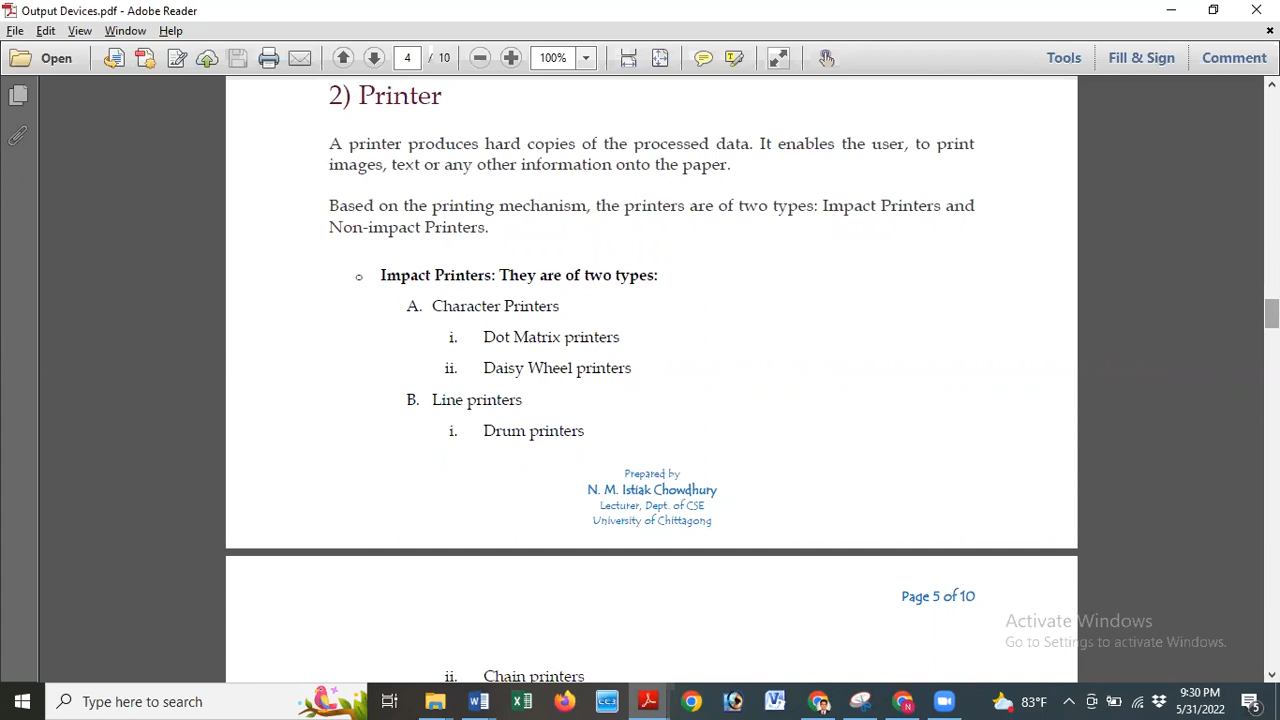 Output Devices.pdf - Adobe Reader
File Edit View Window Help
Open 4 / 10 100% Tools Fill & Sign Comment
2) Printer
A printer produces hard copies of the processed data. It enables the user, to print
images, text or any other information onto the paper.
Based on the printing mechanism, the printers are of two types: Impact Printers and
Non-impact Printers.
o Impact Printers: They are of two types:
A. Character Printers
i. Dot Matrix printers
ii. Daisy Wheel printers
B. Line printers
i. Drum printers
Prepared by
N. M. Istiak Chowdhury
Lecturer, Dept. of CSE
University of Chittagong
Page 5 of 10
Activate Windows
Go to Settings to activate Windows.
ii. Chain printers
Type here to search
83°F
9:30 PM
5/31/2022
5